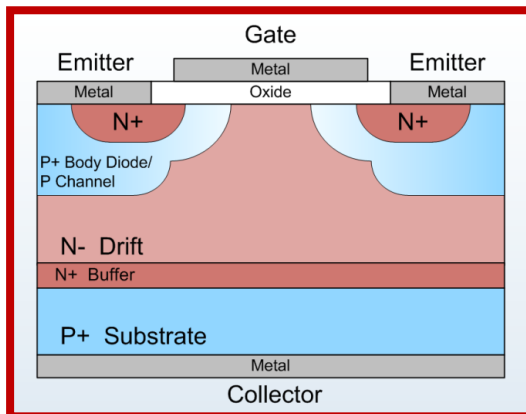 Gate
Emitter
Emitter
Metal
Metal
Oxide
Metal
N+
N+
P+ Body Diode/
P Channel
N- Drift
N+ Buffer
P+ Substrate
Metal
Collector